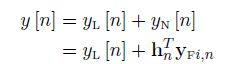 y [n] = y_L [n] + y_N [n]
= y_L [n] + h_n^T y_{Fi,n}